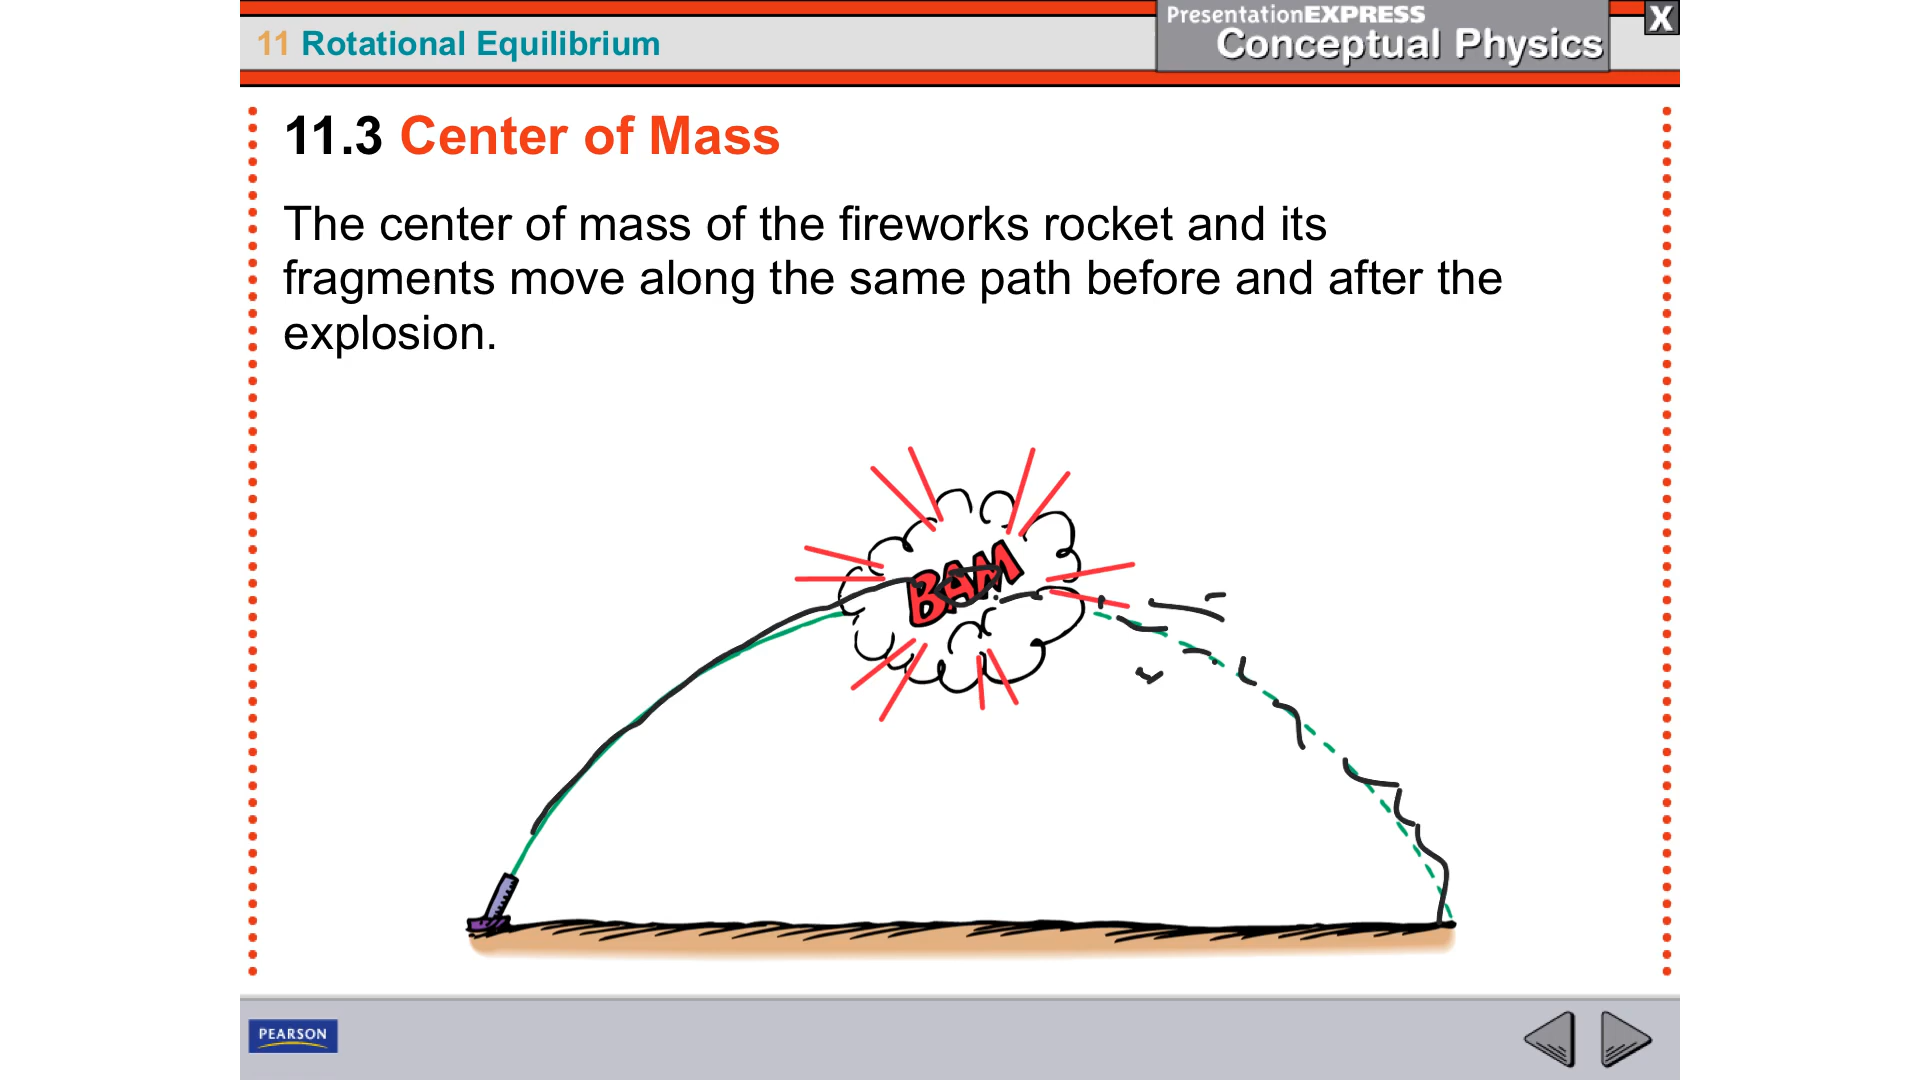 PresentationEXPRESS
Conceptual Physics
X
11 Rotational Equilibrium
11.3 Center of Mass
The center of mass of the fireworks rocket and its
fragments move along the same path before and after the
explosion.
BAM
PEARSON